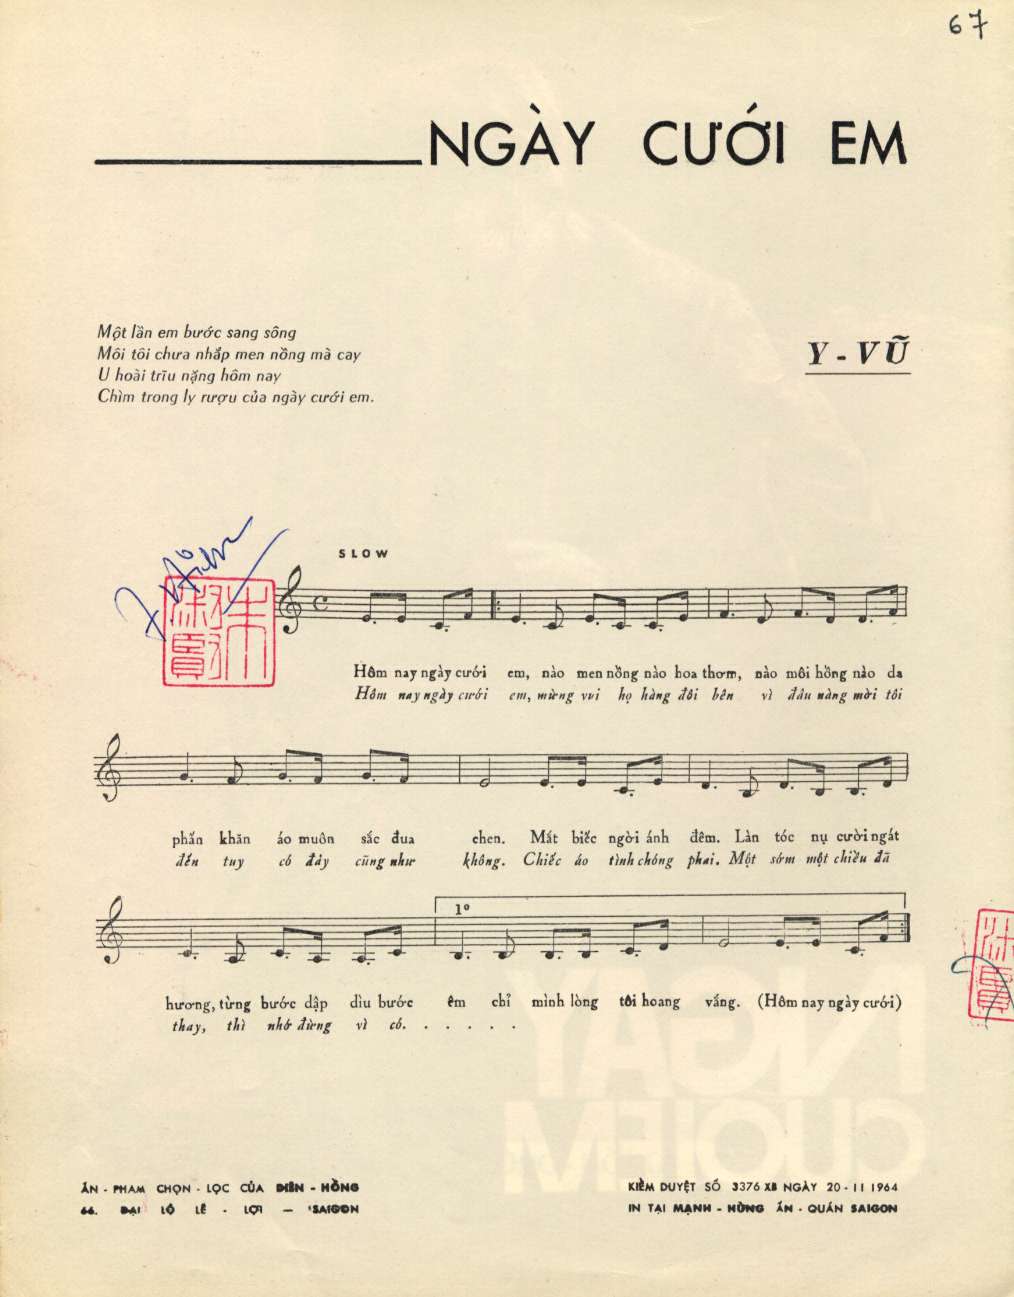 67
NGÀY CƯỚI EM
Một lần em bước sang sông
Môi tôi chưa nhấp men nồng mà cay
U hoài trĩu nặng hôm nay
Chìm trong ly rượu của ngày cưới em.
Y - VŨ
SLOW
Hôm nay ngày cưới em, nào men nồng nào hoa thơm, nào môi hồng nào da
Hôm nay ngày cưới em, mừng vui họ hàng đôi bên vì đâu nàng mời tôi
phấn khăn áo muôn sắc đua chen. Mắt biếc ngời ánh đêm. Làn tóc nụ cười ngát
đến tuy có đấy cũng như không. Chiếc áo tình chóng phai. Một sớm một chiều đã
1º
hương, từng bước dập dìu bước êm chỉ mình lòng tôi hoang vắng. (Hôm nay ngày cưới)
thay, thì nhớ đừng vì có. . . . . .
ẤN - PHAM CHỌN - LỌC CỦA DIÊN - HỒNG
66. ĐẠI LÔ LÊ - LỢI — SAIGON
KIỂM DUYỆT SỐ 3376 XB NGÀY 20 - 11 1964
IN TẠI MẠNH - HÙNG ẤN - QUÁN SAIGON